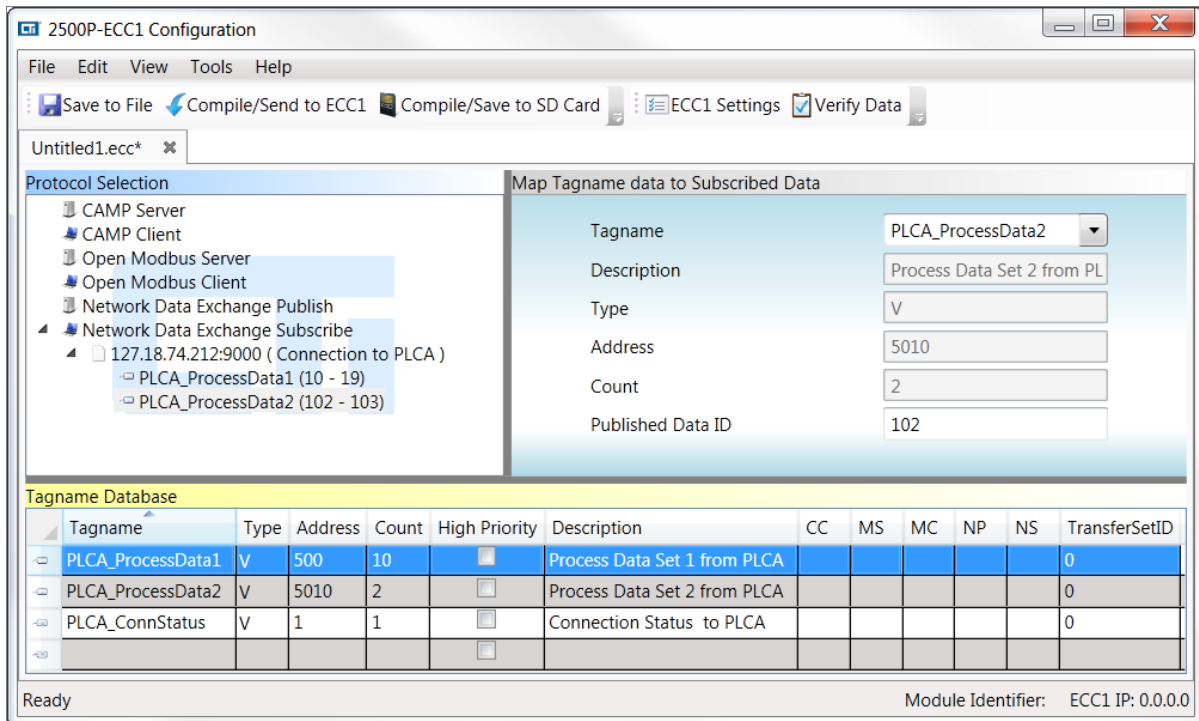 CTI 2500P-ECC1 Configuration
File Edit View Tools Help
Save to File Compile/Send to ECC1 Compile/Save to SD Card ECC1 Settings Verify Data
Untitled1.ecc*
Protocol Selection
CAMP Server
CAMP Client
Open Modbus Server
Open Modbus Client
Network Data Exchange Publish
Network Data Exchange Subscribe
127.18.74.212:9000 ( Connection to PLCA )
PLCA_ProcessData1 (10 - 19)
PLCA_ProcessData2 (102 - 103)
Map Tagname data to Subscribed Data
Tagname PLCA_ProcessData2
Description Process Data Set 2 from PL
Type V
Address 5010
Count 2
Published Data ID 102
Tagname Database
Tagname Type Address Count High Priority Description CC MS MC NP NS TransferSetID
PLCA_ProcessData1 V 500 10 Process Data Set 1 from PLCA 0
PLCA_ProcessData2 V 5010 2 Process Data Set 2 from PLCA 0
PLCA_ConnStatus V 1 1 Connection Status to PLCA 0
Ready Module Identifier: ECC1 IP: 0.0.0.0